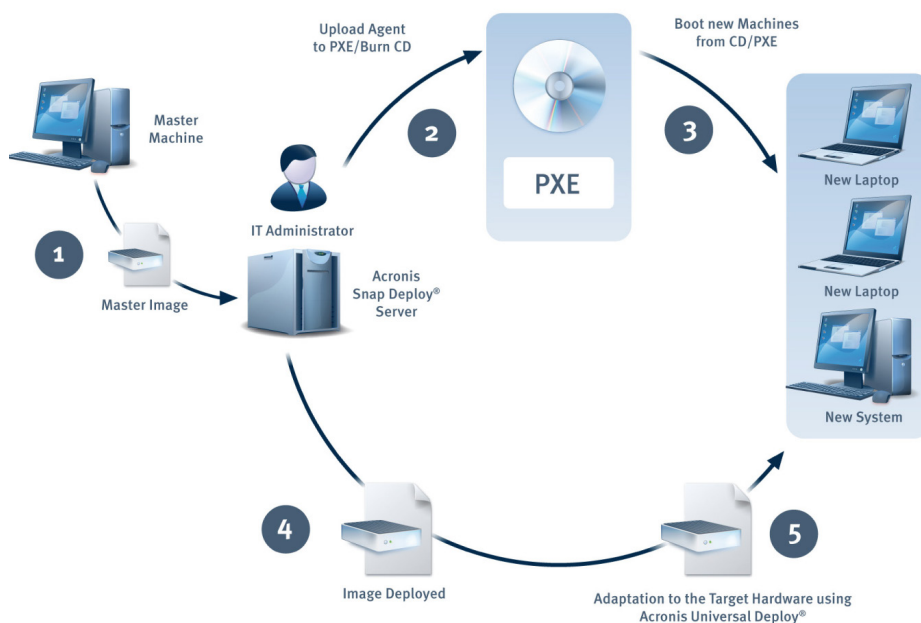 Master
Machine
1
Master Image
Upload Agent
to PXE/Burn CD
2
IT Administrator
Acronis
Snap Deploy®
Server
PXE
Boot new Machines
from CD/PXE
3
New Laptop
New Laptop
New System
4
Image Deployed
5
Adaptation to the Target Hardware using
Acronis Universal Deploy®